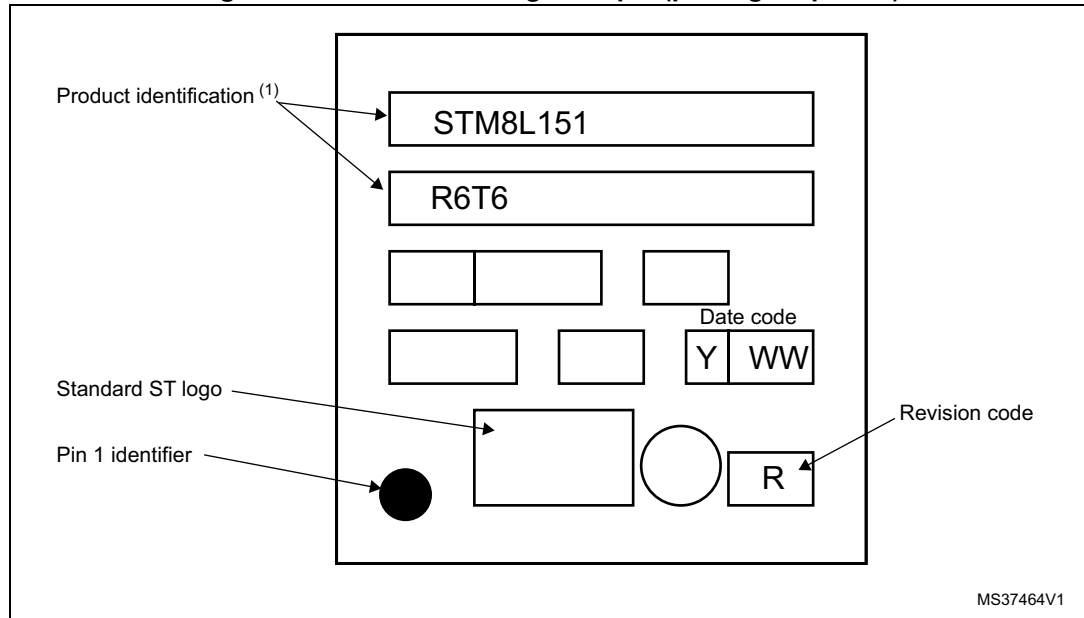 Product identification (1)
STM8L151
R6T6
Date code
Y WW
Standard ST logo
Revision code
Pin 1 identifier
R
MS37464V1